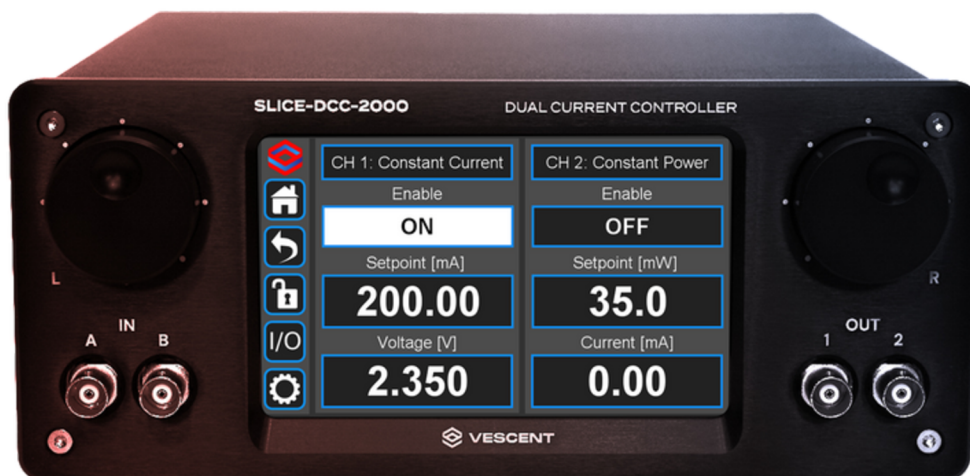 SLICE-DCC-2000 DUAL CURRENT CONTROLLER
CH 1: Constant Current
CH 2: Constant Power
Enable
Enable
ON
OFF
Setpoint [mA]
Setpoint [mW]
200.00
35.0
Voltage [V]
Current [mA]
2.350
0.00
I/O
L
R
IN
A B
OUT
1 2
VESCENT